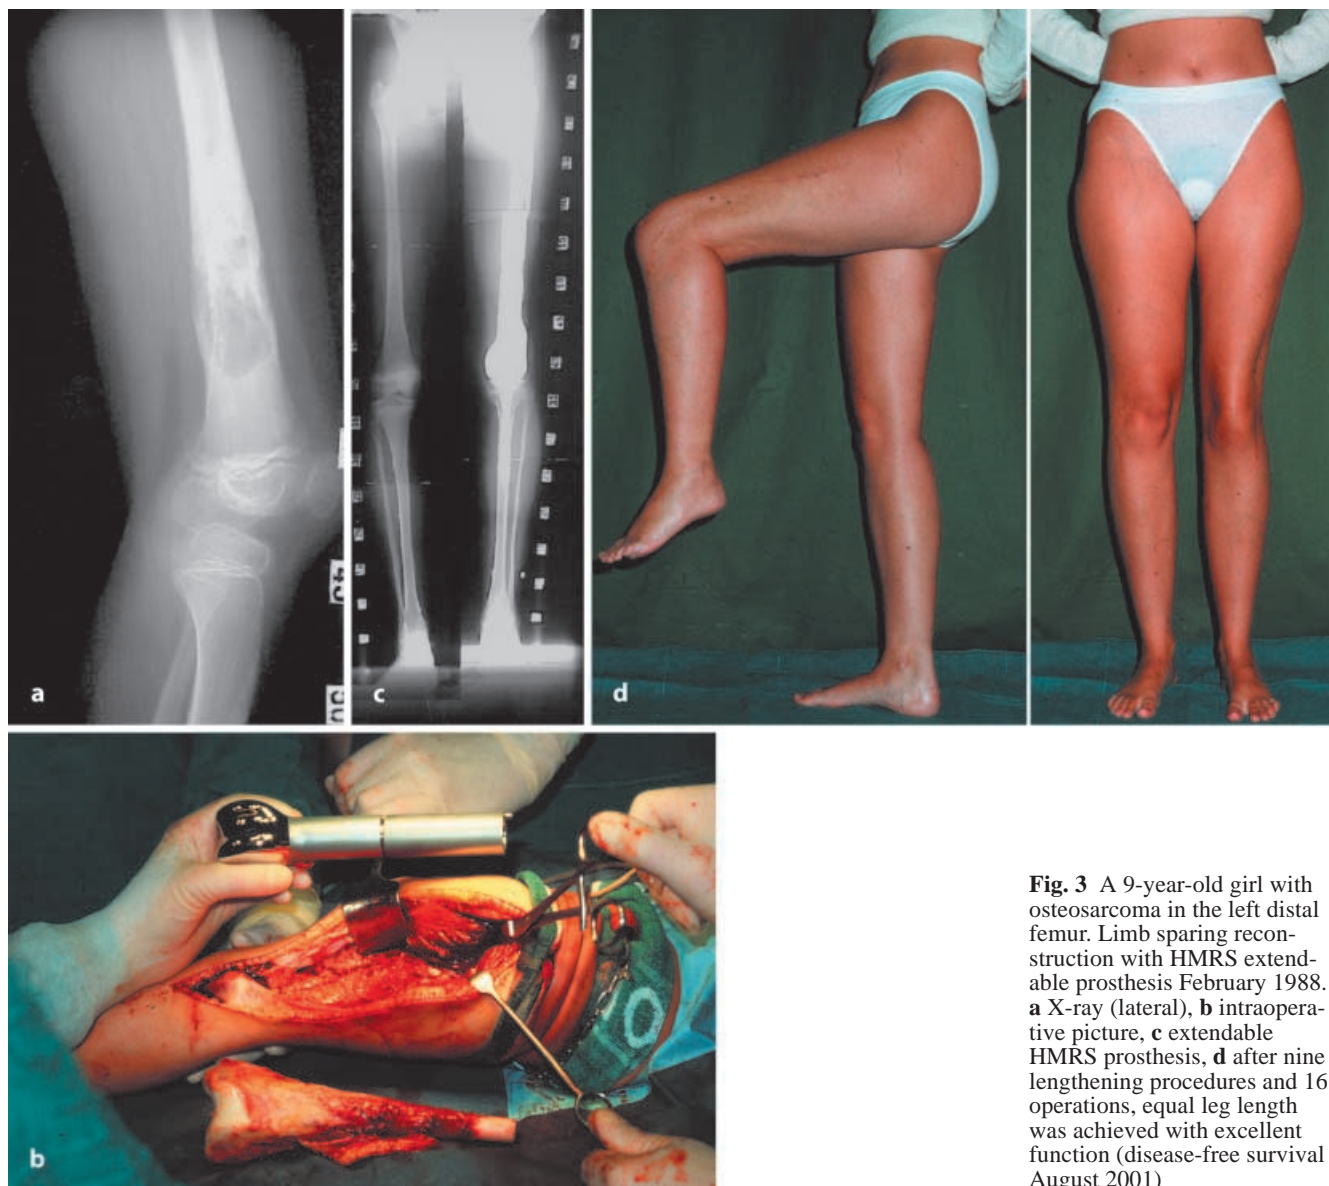 a
c
d
b
Fig. 3 A 9-year-old girl with
osteosarcoma in the left distal
femur. Limb sparing recon-
struction with HMRS extend-
able prosthesis February 1988.
a X-ray (lateral), b intraopera-
tive picture, c extendable
HMRS prosthesis, d after nine
lengthening procedures and 16
operations, equal leg length
was achieved with excellent
function (disease-free survival
August 2001)